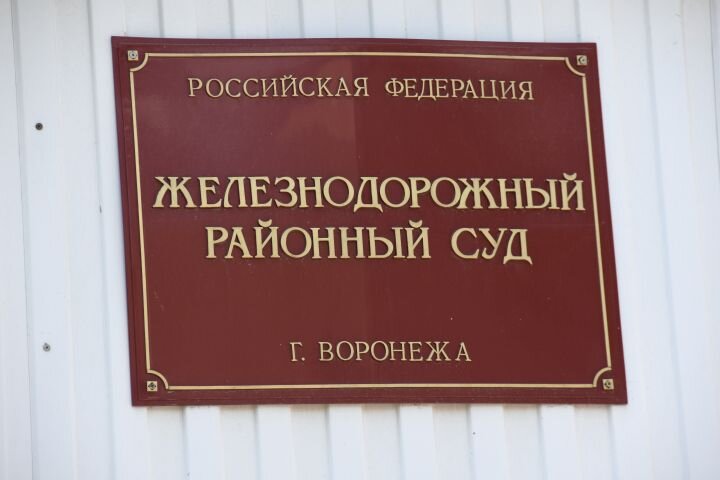 РОССИЙСКАЯ ФЕДЕРАЦИЯ
ЖЕЛЕЗНОДОРОЖНЫЙ
РАЙОННЫЙ СУД
Г. ВОРОНЕЖА